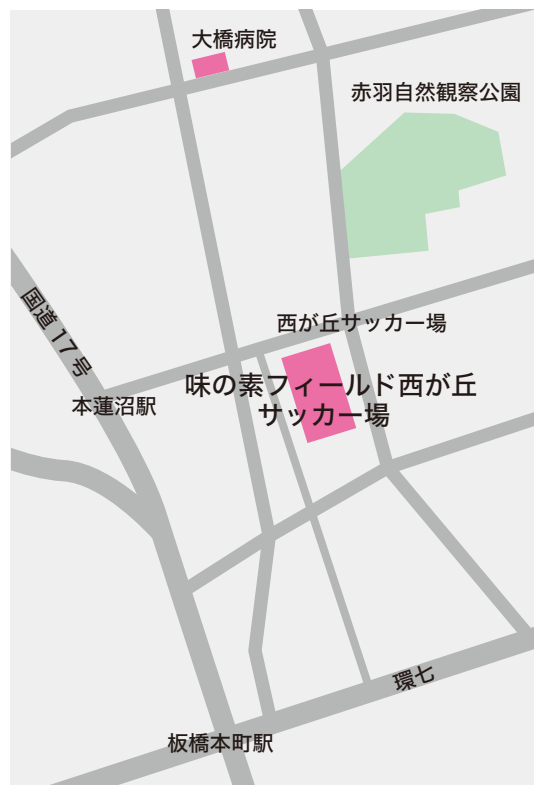 大橋病院
赤羽自然観察公園
国道17号
西が丘サッカー場
味の素フィールド西が丘
サッカー場
本蓮沼駅
環七
板橋本町駅